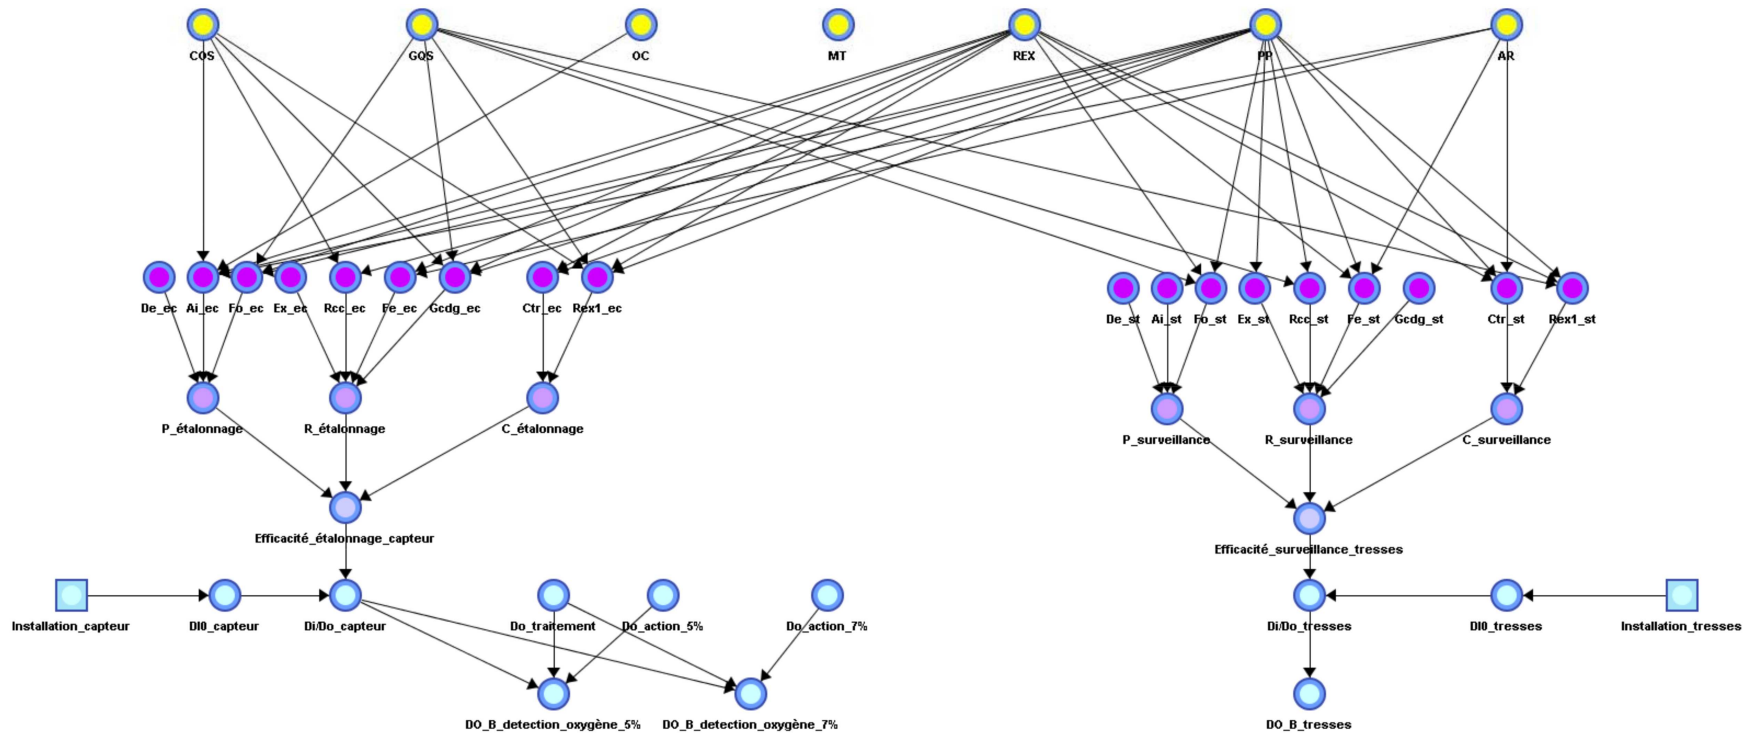 COS
GQS
OC
MT
REX
PP
AR
De_ec
Ai_ec
Fo_ec
Ex_ec
Rcc_ec
Fe_ec
Gcdg_ec
Ctr_ec
Rex1_ec
De_st
Ai_st
Fo_st
Ex_st
Rcc_st
Fe_st
Gcdg_st
Ctr_st
Rex1_st
P_étalonnage
R_étalonnage
C_étalonnage
P_surveillance
R_surveillance
C_surveillance
Efficacité_étalonnage_capteur
Efficacité_surveillance_tresses
Installation_capteur
DI0_capteur
Di/Do_capteur
Do_traitement
Do_action_5%
Do_action_7%
Di/Do_tresses
DI0_tresses
Installation_tresses
DO_B_detection_oxygène_5%
DO_B_detection_oxygène_7%
DO_B_tresses